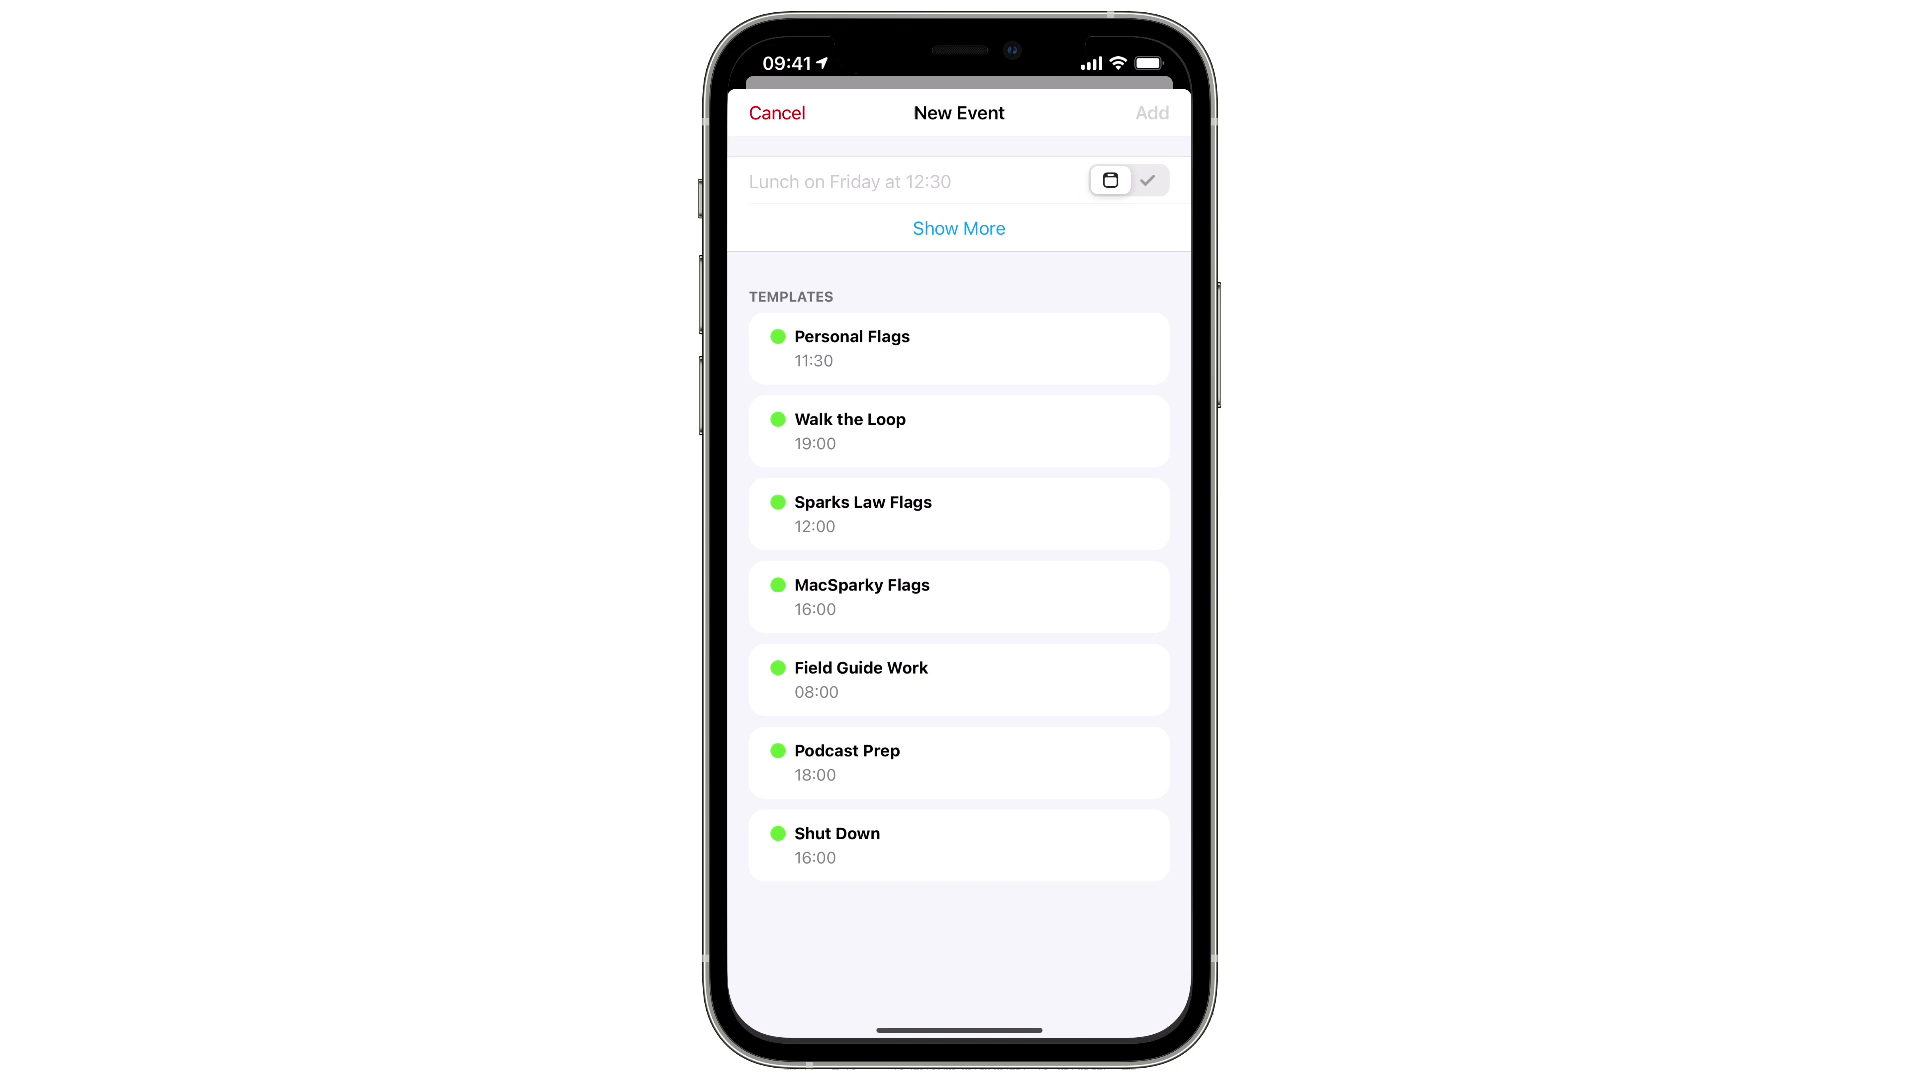 09:41
Cancel New Event Add
Lunch on Friday at 12:30
Show More
TEMPLATES
Personal Flags
11:30
Walk the Loop
19:00
Sparks Law Flags
12:00
MacSparky Flags
16:00
Field Guide Work
08:00
Podcast Prep
18:00
Shut Down
16:00